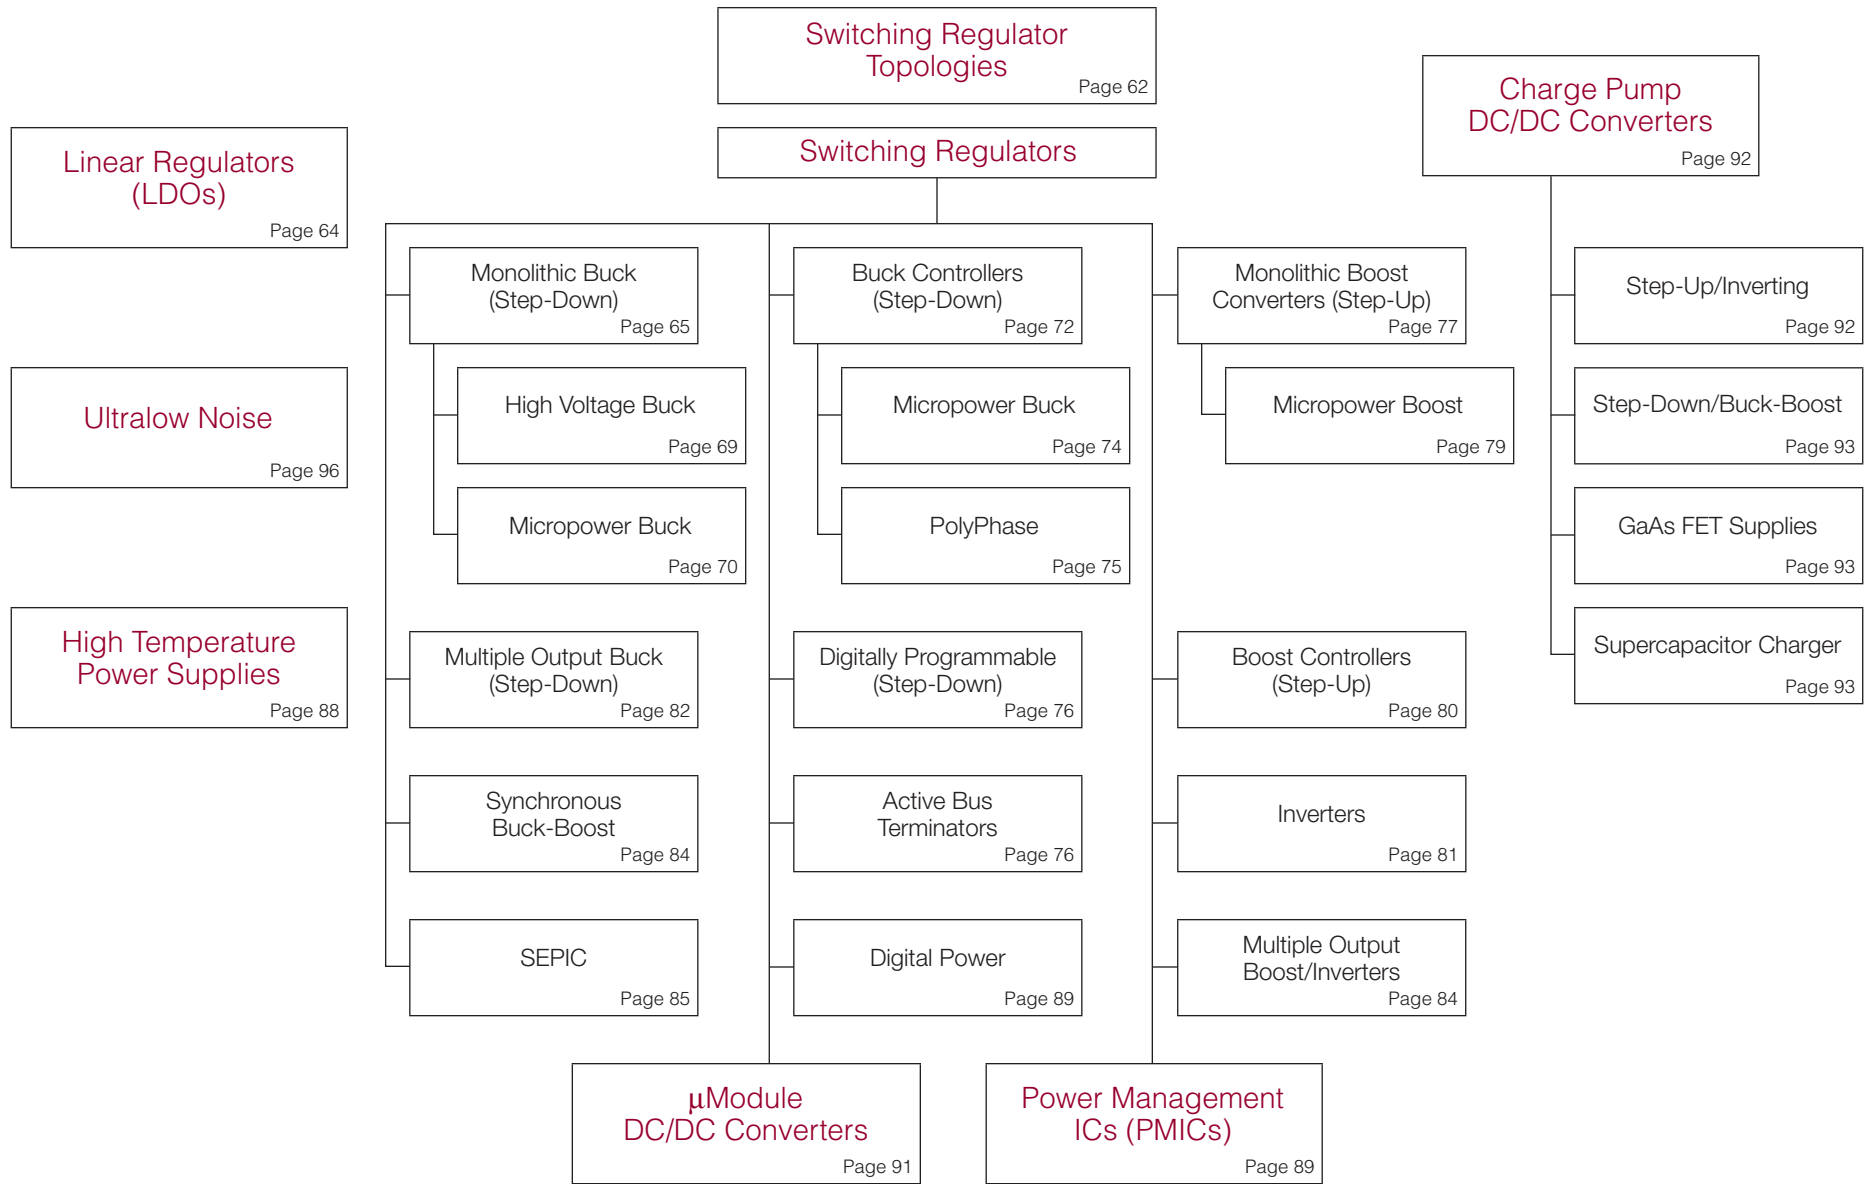 Switching Regulator
Topologies
Page 62
Switching Regulators
Charge Pump
DC/DC Converters
Page 92
Linear Regulators
(LDOs)
Page 64
Ultralow Noise
Page 96
High Temperature
Power Supplies
Page 88
Monolithic Buck
(Step-Down)
Page 65
High Voltage Buck
Page 69
Micropower Buck
Page 70
Multiple Output Buck
(Step-Down)
Page 82
Synchronous
Buck-Boost
Page 84
SEPIC
Page 85
Buck Controllers
(Step-Down)
Page 72
Micropower Buck
Page 74
PolyPhase
Page 75
Digitally Programmable
(Step-Down)
Page 76
Active Bus
Terminators
Page 76
Digital Power
Page 89
Monolithic Boost
Converters (Step-Up)
Page 77
Micropower Boost
Page 79
Boost Controllers
(Step-Up)
Page 80
Inverters
Page 81
Multiple Output
Boost/Inverters
Page 84
Step-Up/Inverting
Page 92
Step-Down/Buck-Boost
Page 93
GaAs FET Supplies
Page 93
Supercapacitor Charger
Page 93
µModule
DC/DC Converters
Page 91
Power Management
ICs (PMICs)
Page 89